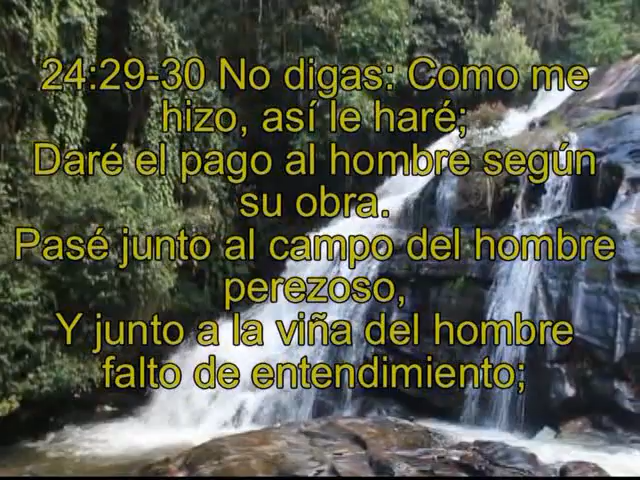 24:29-30 No digas: Como me
hizo, así le haré;
Daré el pago al hombre según
su obra.
Pasé junto al campo del hombre
perezoso,
Y junto a la viña del hombre
falto de entendimiento;